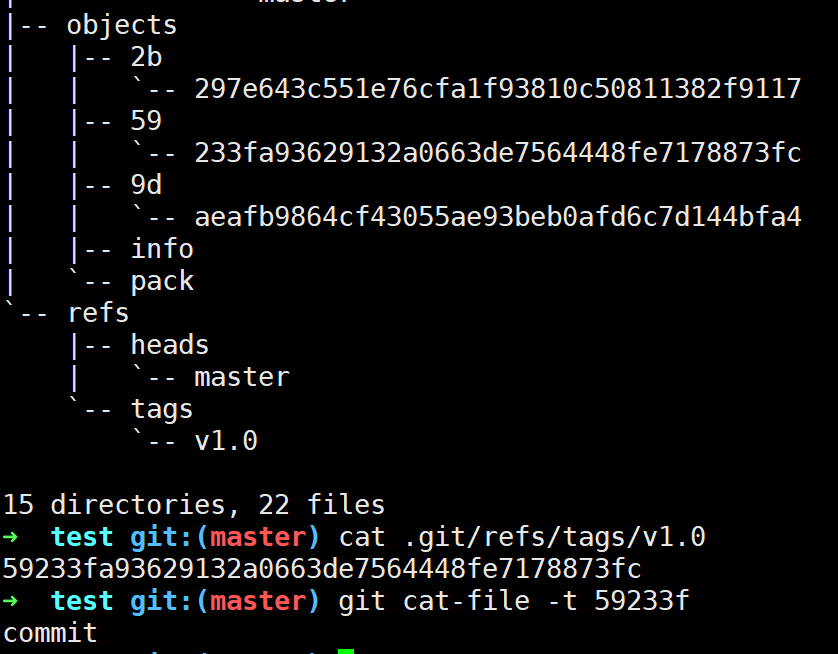 |-- objects
|   |-- 2b
|   |   `-- 297e643c551e76cfa1f93810c50811382f9117
|   |-- 59
|   |   `-- 233fa93629132a0663de7564448fe7178873fc
|   |-- 9d
|   |   `-- aeafb9864cf43055ae93beb0afd6c7d144bfa4
|   |-- info
|   `-- pack
`-- refs
    |-- heads
    |   `-- master
    `-- tags
        `-- v1.0

15 directories, 22 files
➜  test git:(master) cat .git/refs/tags/v1.0
59233fa93629132a0663de7564448fe7178873fc
➜  test git:(master) git cat-file -t 59233f
commit